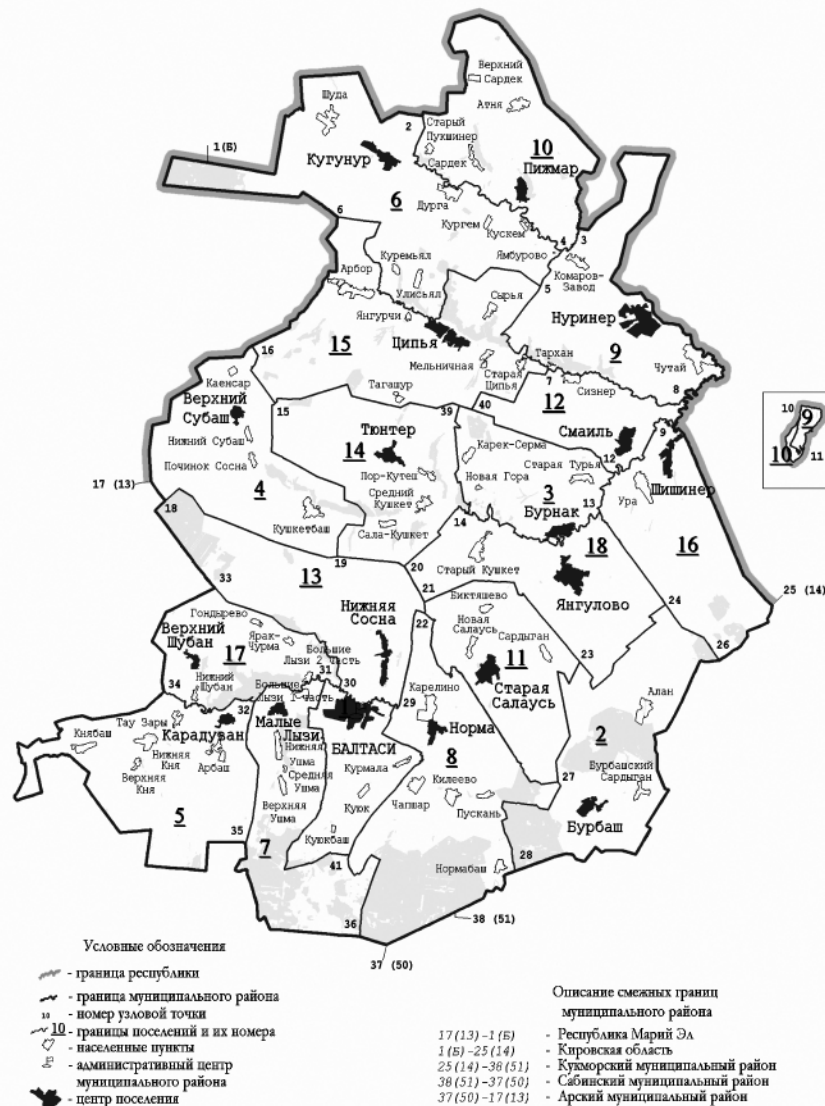 Верхний
Сардек
Атня
Шуда
Старый
Пукшинер
Сардек
2
10
Пижмар
1 (Б)
Кугунур
6
6
Дурга
Кургем
Кускем
4
3
Ямбурово
Комаров-
Завод
5
Куремьял
Арбор
Улисьял
Сырья
Нуринер
Янгурчи
Ципья
15
9
Тархан
Чутай
Мельничная
Старая
Ципья
7
Сизнер
8
16
Каенсар
Верхний
Субаш
Тагашур
15
39
40
12
Смаиль
9
10
9
10
11
Тюнтер
14
Карек-Серма
12
Нижний Субаш
Починок Сосна
Пор-Кутеш
Новая Гора
Старая Турья
3
13
Бурнак
Шишинер
Ура
17 (13)
4
Средний
Кушкет
18
Кушкетбаш
Сала-Кушкет
14
18
16
19
Старый Кушкет
33
13
20
21
Янгулово
25 (14)
24
Гондырево
Нижняя
Сосна
22
Биктяшево
Новая
Салаусь
Сардыган
26
Верхний
Шубан
Ярак-
Чурма
17
Большие
Лызи 2 часть
11
23
Старая
Салаусь
31
30
34
Нижний
Шубан
Большие
Лызи 1 часть
Карелино
29
Алан
32
Тау Зары
Карадуван
Малые
Лызи
БАЛТАСИ
Норма
2
Княбаш
Нижняя
Кня
Арбаш
Нижняя
Ушма
8
Бурбашский
Сардыган
Верхняя
Кня
Средняя
Ушма
Курмала
Килеево
27
Верхняя
Ушма
Куюк
Чапшар
Пускань
5
35
7
Куюкбаш
Бурбаш
28
41
Нормабаш
36
38 (51)
37 (50)
Условные обозначения
- граница республики
- граница муниципального района
10 - номер узловой точки
10 - границы поселений и их номера
- населенные пункты
- административный центр
муниципального района
- центр поселения
Описание смежных границ
муниципального района
17(13)-1(Б) - Республика Марий Эл
1(Б)-25(14) - Кировская область
25(14)-38(51) - Кукморский муниципальный район
38(51)-37(50) - Сабинский муниципальный район
37(50)-17(13) - Арский муниципальный район